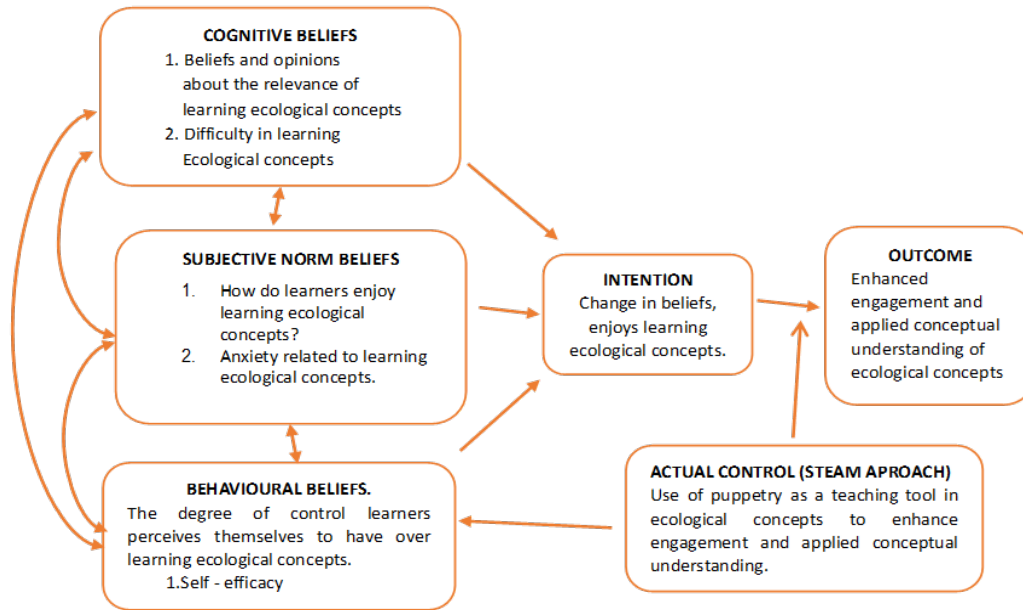 COGNITIVE BELIEFS
1. Beliefs and opinions
about the relevance of
learning ecological concepts
2. Difficulty in learning
Ecological concepts
SUBJECTIVE NORM BELIEFS
1. How do learners enjoy
learning ecological
concepts?
2. Anxiety related to learning
ecological concepts.
BEHAVIOURAL BELIEFS.
The degree of control learners
perceives themselves to have over
learning ecological concepts.
1.Self - efficacy
INTENTION
Change in beliefs,
enjoys learning
ecological concepts.
OUTCOME
Enhanced
engagement and
applied conceptual
understanding of
ecological concepts
ACTUAL CONTROL (STEAM APROACH)
Use of puppetry as a teaching tool in
ecological concepts to enhance
engagement and applied conceptual
understanding.